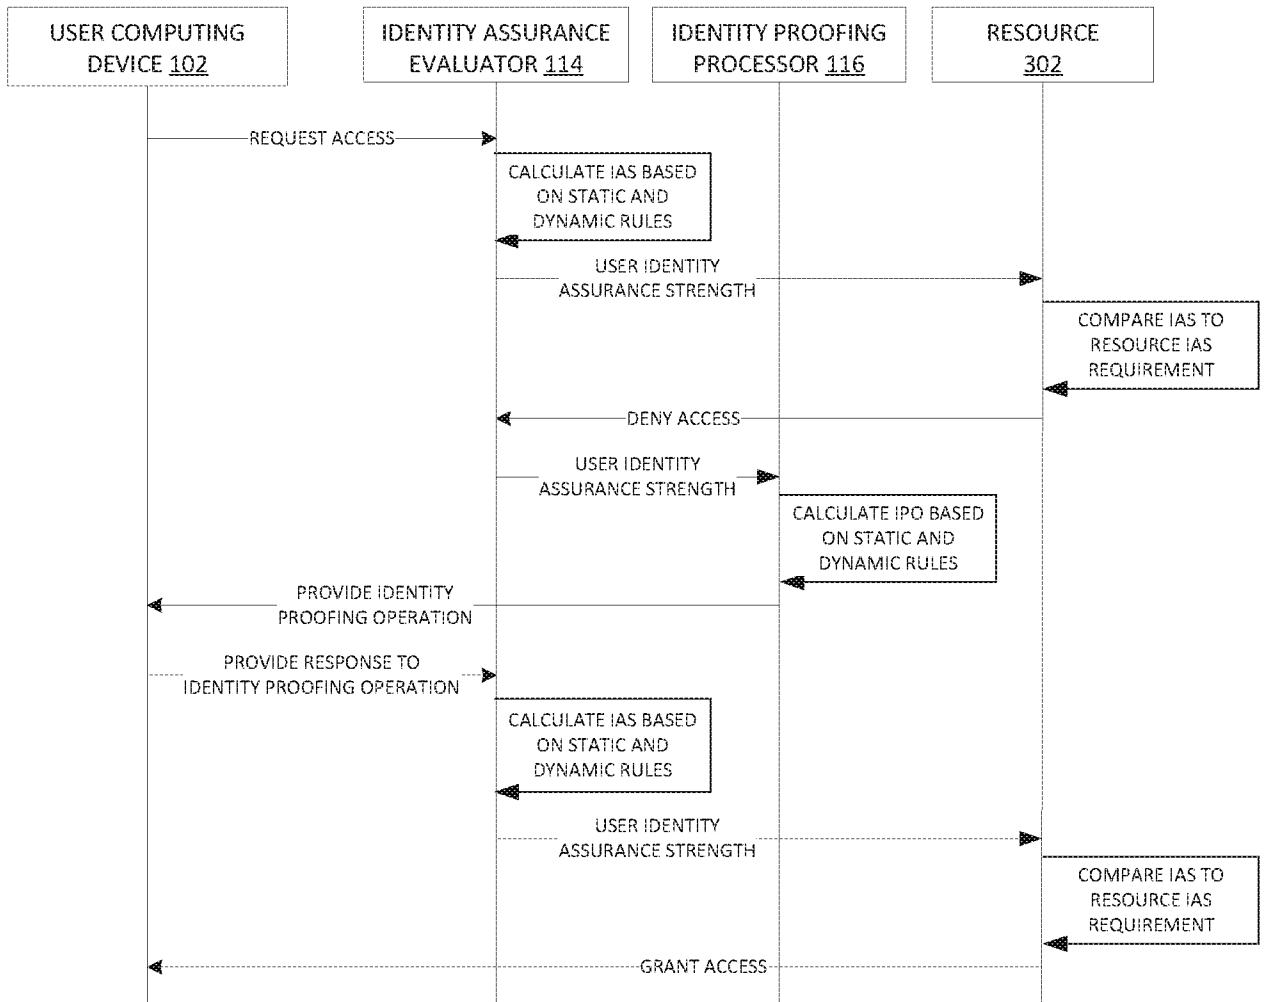 USER COMPUTING
DEVICE 102
IDENTITY ASSURANCE
EVALUATOR 114
IDENTITY PROOFING
PROCESSOR 116
RESOURCE
302
REQUEST ACCESS
CALCULATE IAS BASED
ON STATIC AND
DYNAMIC RULES
USER IDENTITY
ASSURANCE STRENGTH
COMPARE IAS TO
RESOURCE IAS
REQUIREMENT
DENY ACCESS
USER IDENTITY
ASSURANCE STRENGTH
CALCULATE IPO BASED
ON STATIC AND
DYNAMIC RULES
PROVIDE IDENTITY
PROOFING OPERATION
PROVIDE RESPONSE TO
IDENTITY PROOFING OPERATION
CALCULATE IAS BASED
ON STATIC AND
DYNAMIC RULES
USER IDENTITY
ASSURANCE STRENGTH
COMPARE IAS TO
RESOURCE IAS
REQUIREMENT
GRANT ACCESS